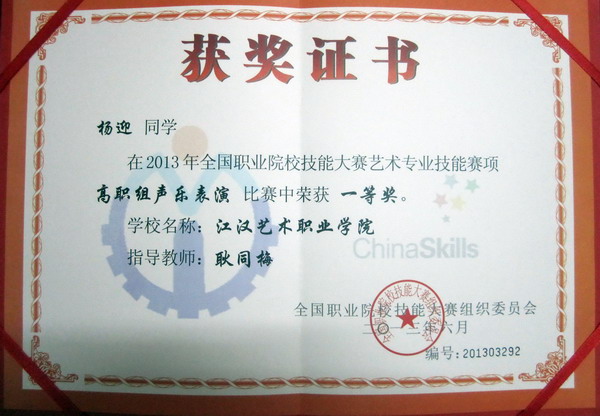 获奖证书
杨迎 同学
在2013年全国职业院校技能大赛艺术专业技能赛项
高职组声乐表演 比赛中荣获 一等奖。
学校名称：江汉艺术职业学院
ChinaSkills
指导教师：耿同梅
全国职业院校技能大赛组织委员会
二〇一三年六月
编号：201303292